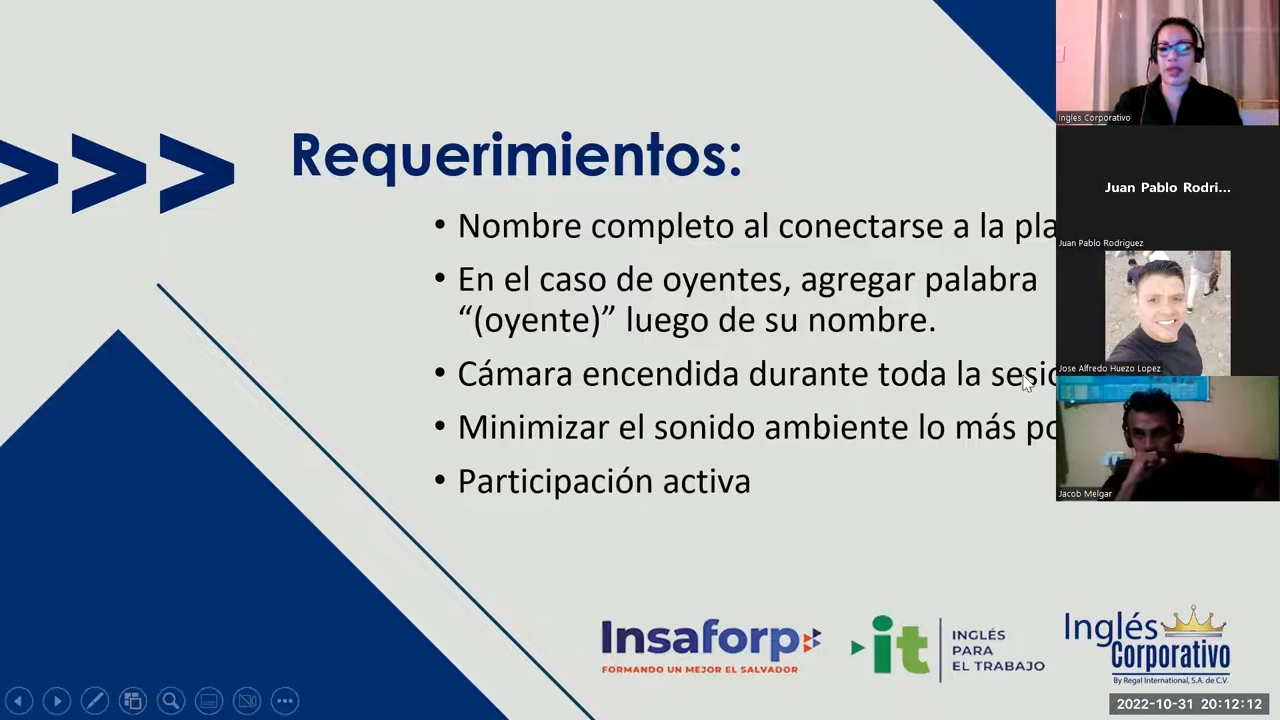 Requerimientos:
• Nombre completo al conectarse a la pla
• En el caso de oyentes, agregar palabra
“(oyente)” luego de su nombre.
• Cámara encendida durante toda la sesic
• Minimizar el sonido ambiente lo más po
• Participación activa
Inglés Corporativo
Juan Pablo Rodri...
Juan Pablo Rodriguez
Jose Alfredo Huezo Lopez
Jacob Melgar
Insaforp
FORMANDO UN MEJOR EL SALVADOR
it
INGLÉS
PARA
EL TRABAJO
Inglés
Corporativo
By Regal International, S.A. de C.V.
2022-10-31 20:12:12